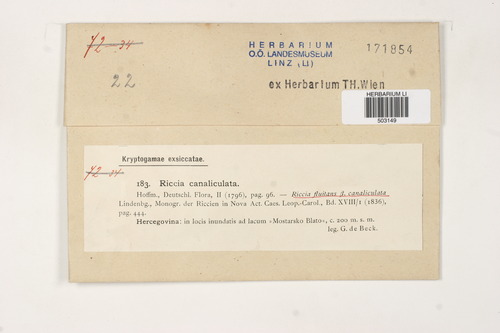 72-34
22
HERBARIUM
O.Ö. LANDESMUSEUM
LINZ (LI)
171854
ex Herbarium TH.Wien
HERBARIUM LI
503149
72-34
Kryptogamae exsiccatae.
183. Riccia canaliculata.
Hoffm., Deutschl. Flora, II (1796), pag. 96. — Riccia fluitans β. canaliculata
Lindenbg., Monogr. der Riccien in Nova Act. Caes. Leop.-Carol., Bd. XVIII/1 (1836),
pag. 444.
Hercegovina: in locis inundatis ad lacum »Mostarsko Blato«, c. 200 m. s. m.
leg. G. de Beck.